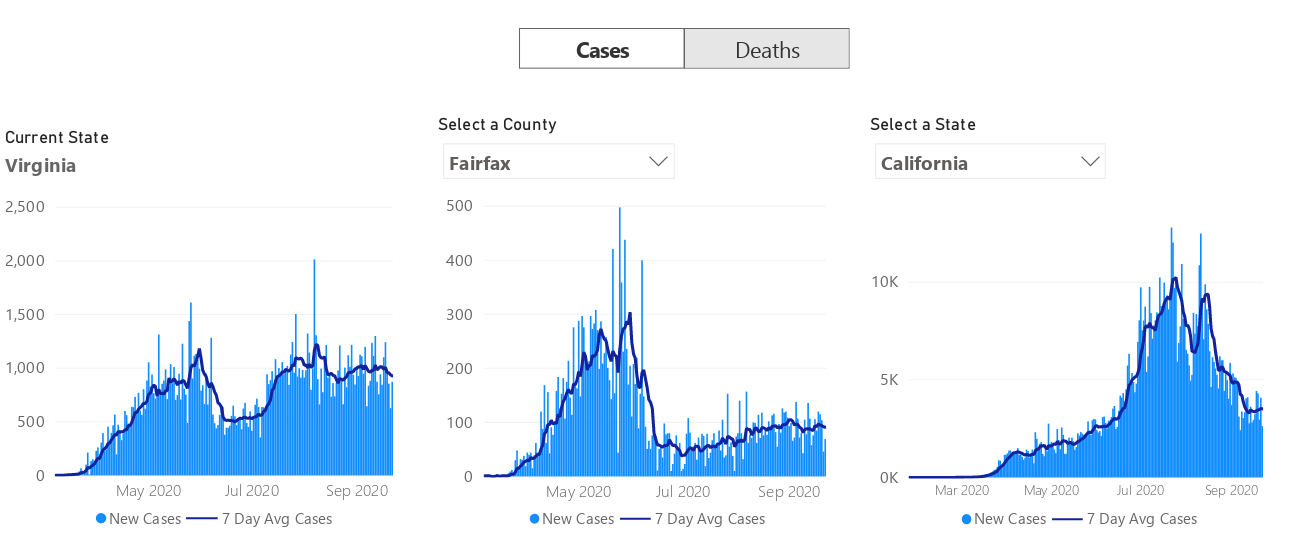 Cases Deaths
Current State
Virginia
2,500
2,000
1,500
1,000
500
0
May 2020 Jul 2020 Sep 2020
New Cases 7 Day Avg Cases
Select a County
Fairfax
500
400
300
200
100
0
May 2020 Jul 2020 Sep 2020
New Cases 7 Day Avg Cases
Select a State
California
10K
5K
0K
Mar 2020 May 2020 Jul 2020 Sep 2020
New Cases 7 Day Avg Cases